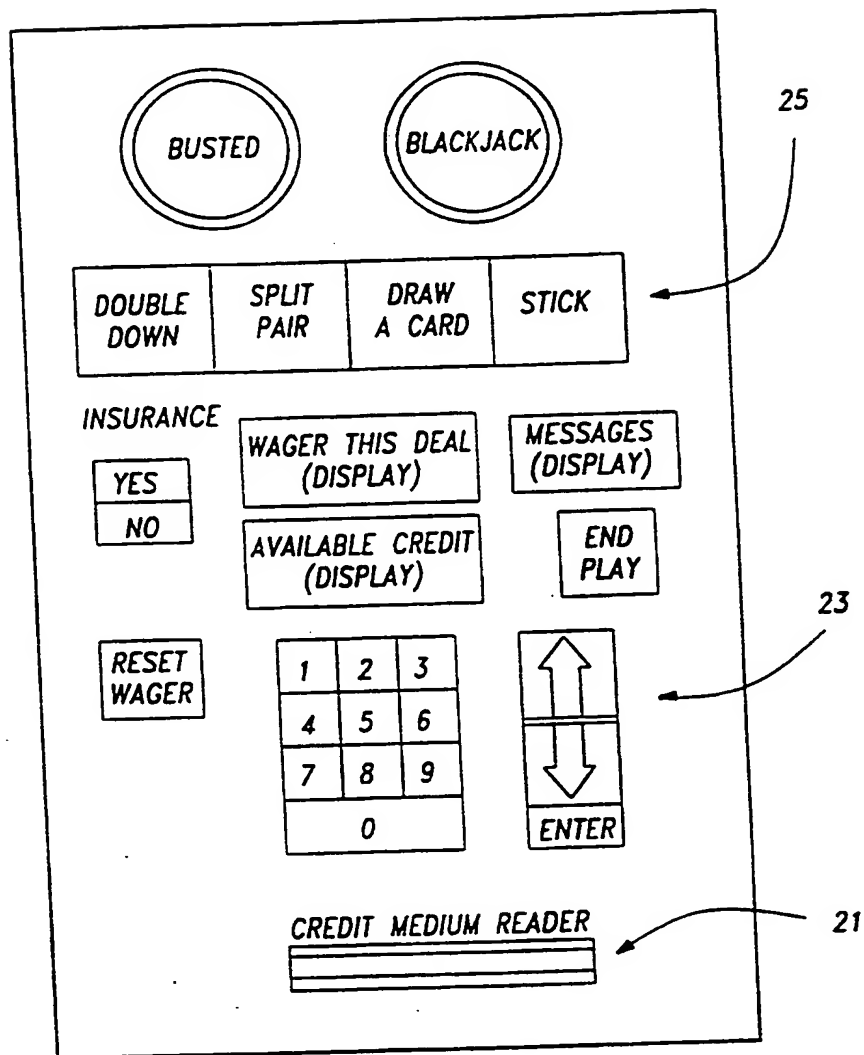 BUSTED
BLACKJACK
25
DOUBLE DOWN
SPLIT PAIR
DRAW A CARD
STICK
INSURANCE
YES
NO
WAGER THIS DEAL
(DISPLAY)
MESSAGES
(DISPLAY)
AVAILABLE CREDIT
(DISPLAY)
END
PLAY
23
RESET
WAGER
1 2 3
4 5 6
7 8 9
0
ENTER
CREDIT MEDIUM READER
21